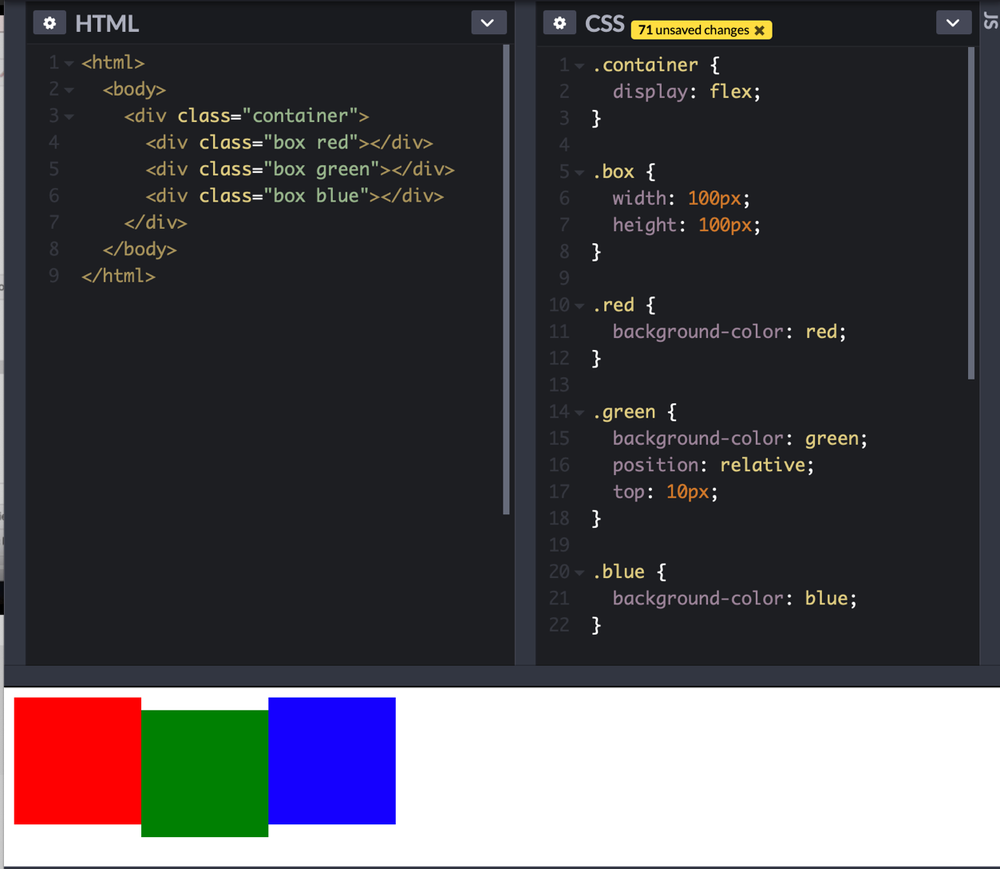 HTML
1 <html>
2 <body>
3 <div class="container">
4 <div class="box red"></div>
5 <div class="box green"></div>
6 <div class="box blue"></div>
7 </div>
8 </body>
9 </html>
CSS 71 unsaved changes ×
1 .container {
2 display: flex;
3 }
4
5 .box {
6 width: 100px;
7 height: 100px;
8 }
9
10 .red {
11 background-color: red;
12 }
13
14 .green {
15 background-color: green;
16 position: relative;
17 top: 10px;
18 }
19
20 .blue {
21 background-color: blue;
22 }
JS